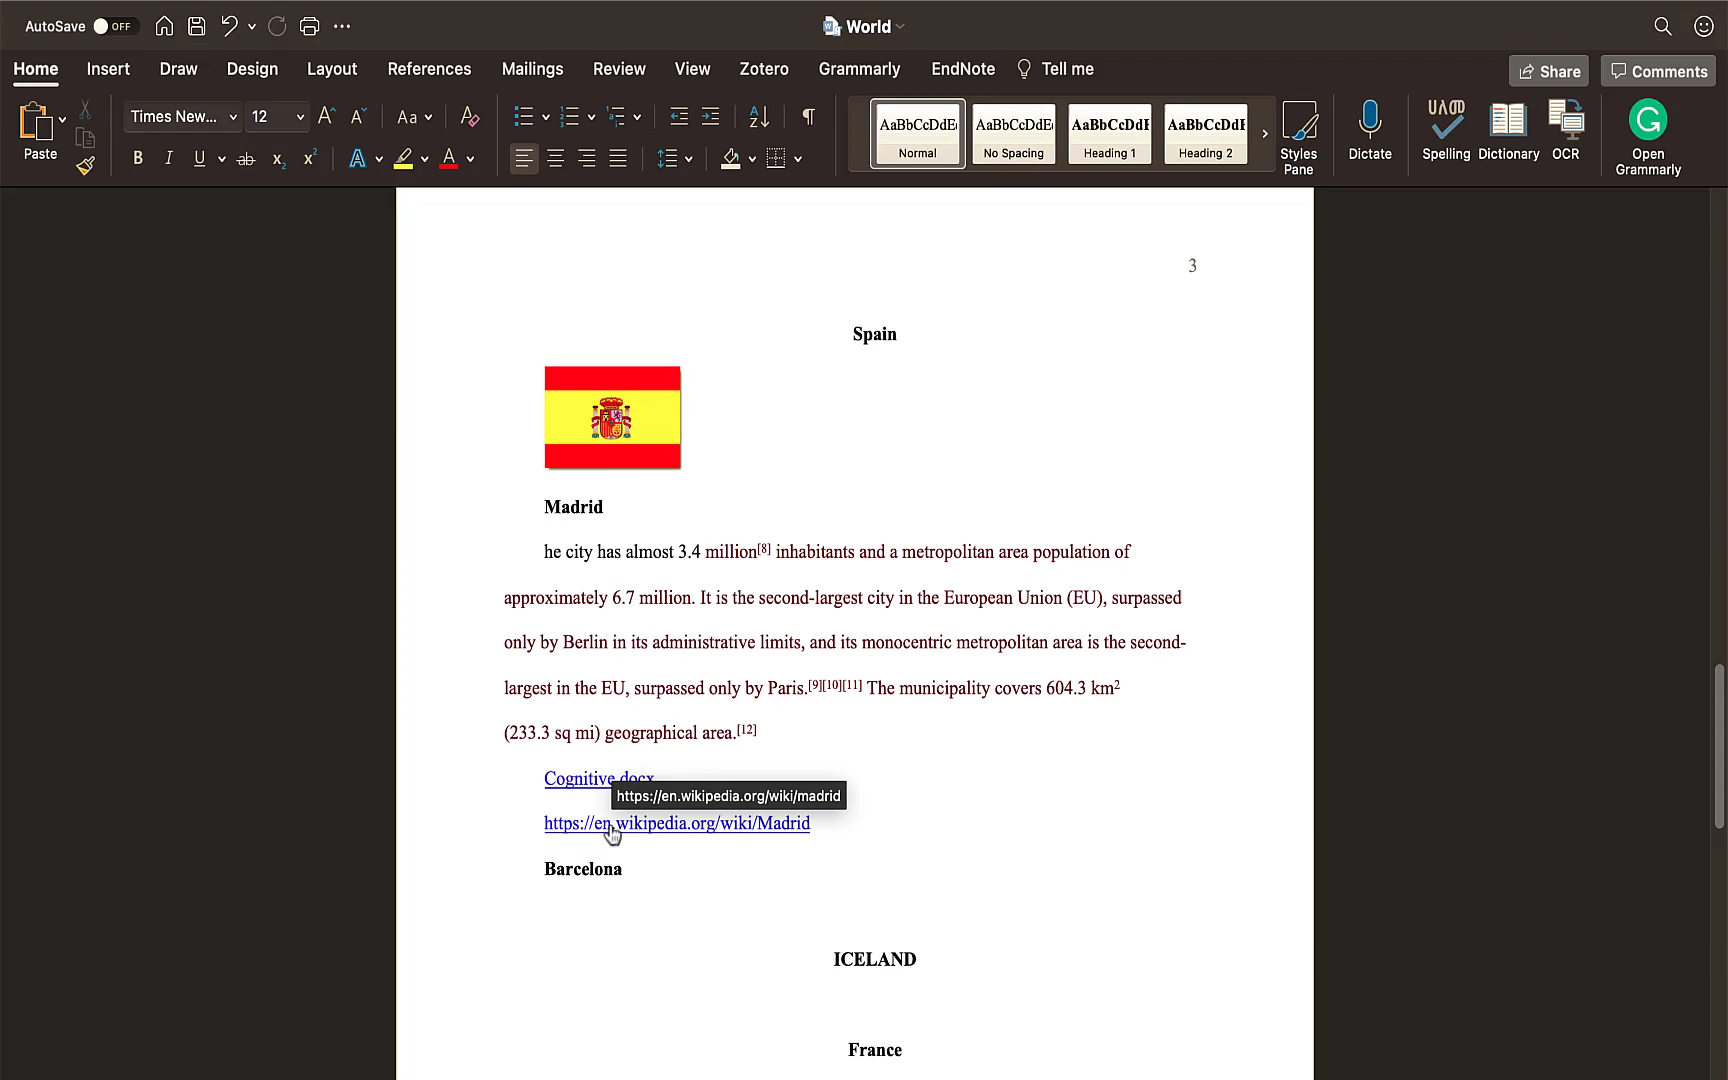 AutoSave OFF World
Home Insert Draw Design Layout References Mailings Review View Zotero Grammarly EndNote Tell me Share Comments
Paste Times New... 12 Aa AaBbCcDdE AaBbCcDdE AaBbCcDdE AaBbCcDdE
Normal No Spacing Heading 1 Heading 2 Styles Pane Dictate Spelling Dictionary OCR Open Grammarly
3
Spain
Madrid
he city has almost 3.4 million[8] inhabitants and a metropolitan area population of
approximately 6.7 million. It is the second-largest city in the European Union (EU), surpassed
only by Berlin in its administrative limits, and its monocentric metropolitan area is the second-
largest in the EU, surpassed only by Paris.[9][10][11] The municipality covers 604.3 km2
(233.3 sq mi) geographical area.[12]
Cognitive docx
https://en.wikipedia.org/wiki/madrid
https://en.wikipedia.org/wiki/Madrid
Barcelona
ICELAND
France